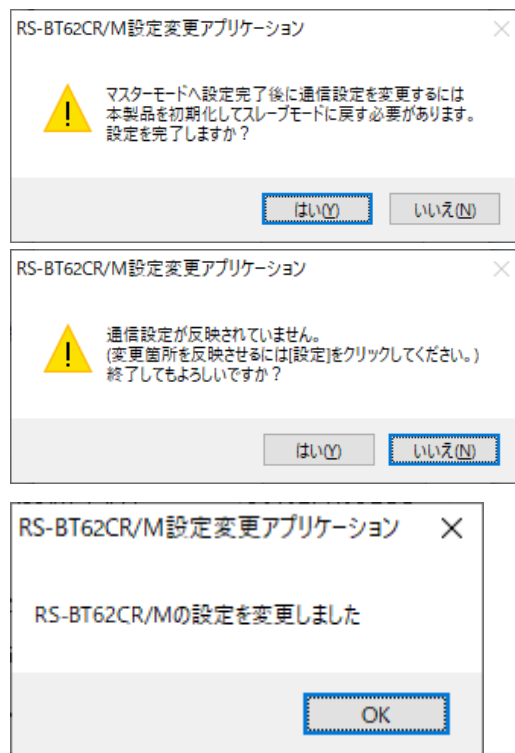 RS-BT62CR/M設定変更アプリケーション
マスターモードへ設定完了後に通信設定を変更するには
本製品を初期化してスレーブモードに戻す必要があります。
設定を完了しますか？
はい(Y)
いいえ(N)
RS-BT62CR/M設定変更アプリケーション
通信設定が反映されていません。
(変更箇所を反映させるには[設定]をクリックしてください。)
終了してもよろしいですか？
はい(Y)
いいえ(N)
RS-BT62CR/M設定変更アプリケーション
RS-BT62CR/Mの設定を変更しました
OK